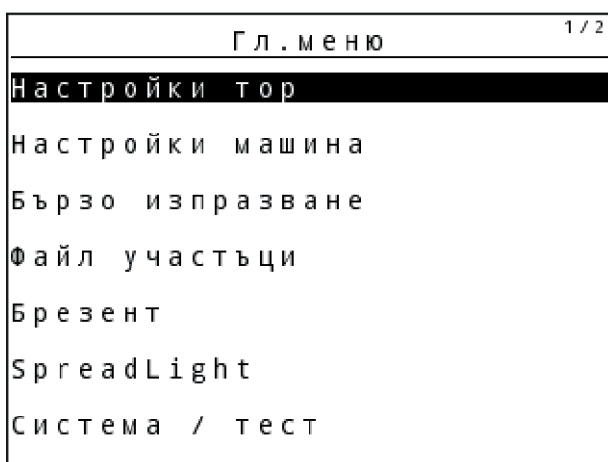 Гл.меню
1/2
Настройки тор
Настройки машина
Бързо изпразване
Файл участъци
Брезент
SpreadLight
Система / тест